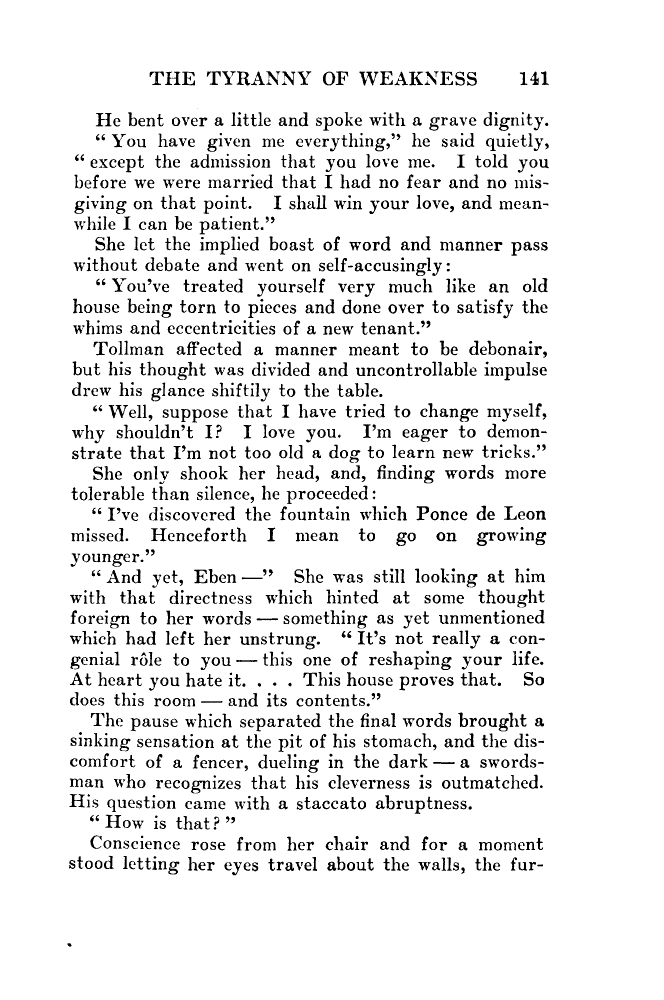 THE TYRANNY OF WEAKNESS 141
He bent over a little and spoke with a grave dignity.
“ You have given me everything,” he said quietly,
“ except the admission that you love me. I told you
before we were married that I had no fear and no mis-
giving on that point. I shall win your love, and mean-
while I can be patient.”
She let the implied boast of word and manner pass
without debate and went on self-accusingly:
“ You’ve treated yourself very much like an old
house being torn to pieces and done over to satisfy the
whims and eccentricities of a new tenant.”
Tollman affected a manner meant to be debonair,
but his thought was divided and uncontrollable impulse
drew his glance shiftily to the table.
“ Well, suppose that I have tried to change myself,
why shouldn’t I? I love you. I’m eager to demon-
strate that I’m not too old a dog to learn new tricks.”
She only shook her head, and, finding words more
tolerable than silence, he proceeded:
“ I’ve discovered the fountain which Ponce de Leon
missed. Henceforth I mean to go on growing
younger.”
“ And yet, Eben —” She was still looking at him
with that directness which hinted at some thought
foreign to her words — something as yet unmentioned
which had left her unstrung. “ It’s not really a con-
genial rôle to you — this one of reshaping your life.
At heart you hate it. . . . This house proves that. So
does this room — and its contents.”
The pause which separated the final words brought a
sinking sensation at the pit of his stomach, and the dis-
comfort of a fencer, dueling in the dark — a swords-
man who recognizes that his cleverness is outmatched.
His question came with a staccato abruptness.
“ How is that? ”
Conscience rose from her chair and for a moment
stood letting her eyes travel about the walls, the fur-